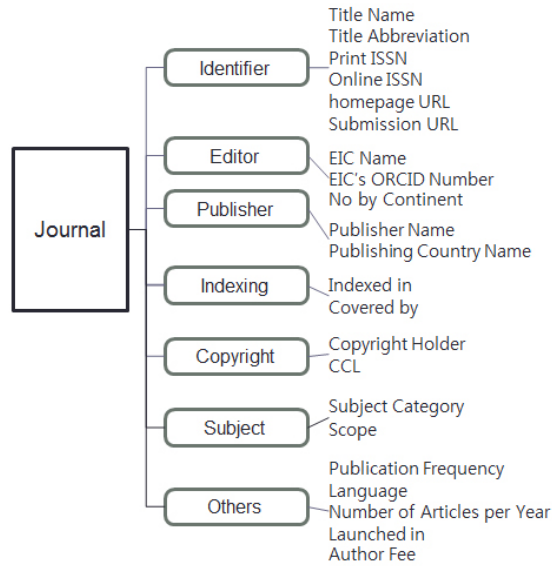 Journal
Identifier
Title Name
Title Abbreviation
Print ISSN
Online ISSN
homepage URL
Submission URL
Editor
EIC Name
EIC's ORCID Number
No by Continent
Publisher
Publisher Name
Publishing Country Name
Indexing
Indexed in
Covered by
Copyright
Copyright Holder
CCL
Subject
Subject Category
Scope
Others
Publication Frequency
Language
Number of Articles per Year
Launched in
Author Fee